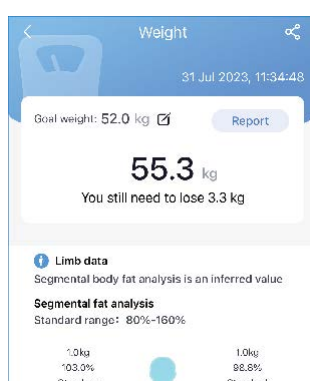 Weight
31 Jul 2023, 11:34:48
Goal weight: 52.0 kg
Report
55.3 kg
You still need to lose 3.3 kg
Limb data
Segmental body fat analysis is an inferred value
Segmental fat analysis
Standard range: 80%-160%
1.0kg 1.0kg
103.0% 98.8%